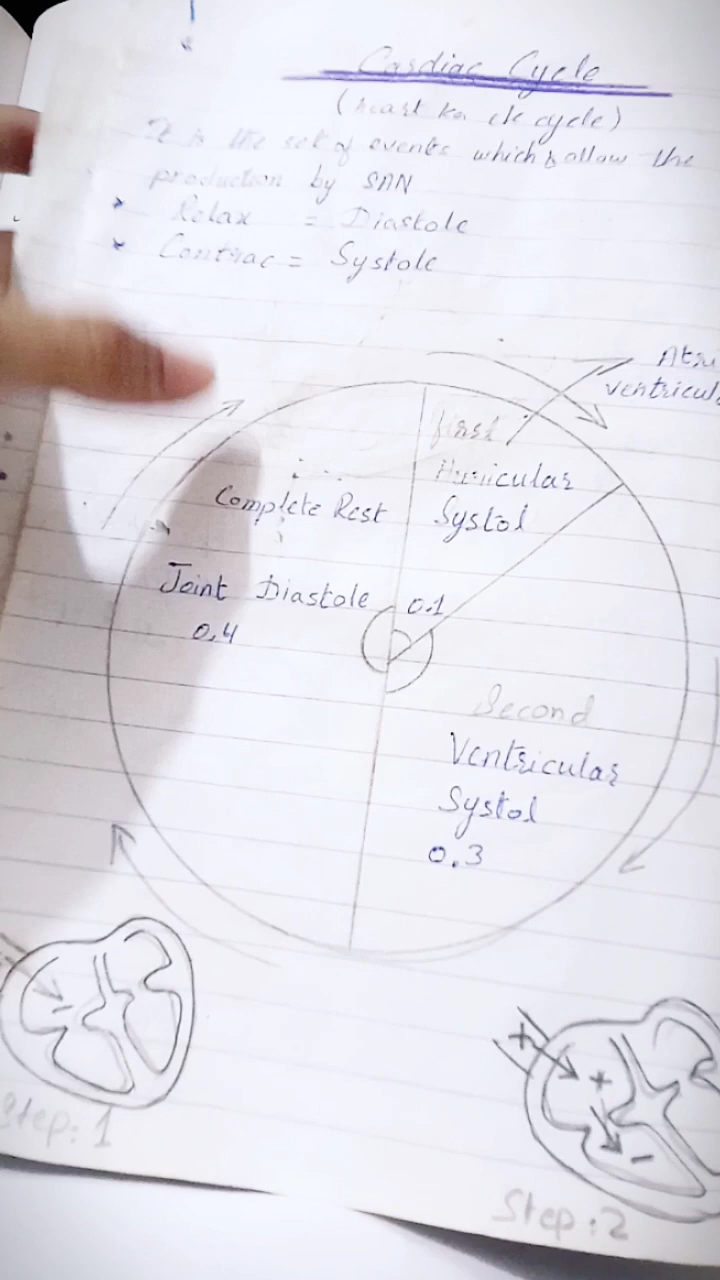 Cardiac Cycle
(heart ka ek cycle)
It is the set of events which follow the
production by SAN
* Relax = Diastole
* Contrac = Systole
ventricul
First
Auricular
Systol
0.1
Complete Rest
Joint Diastole
0.4
Second
Ventricular
Systol
0.3
+
+
-
-
Step: 1
Step: 2